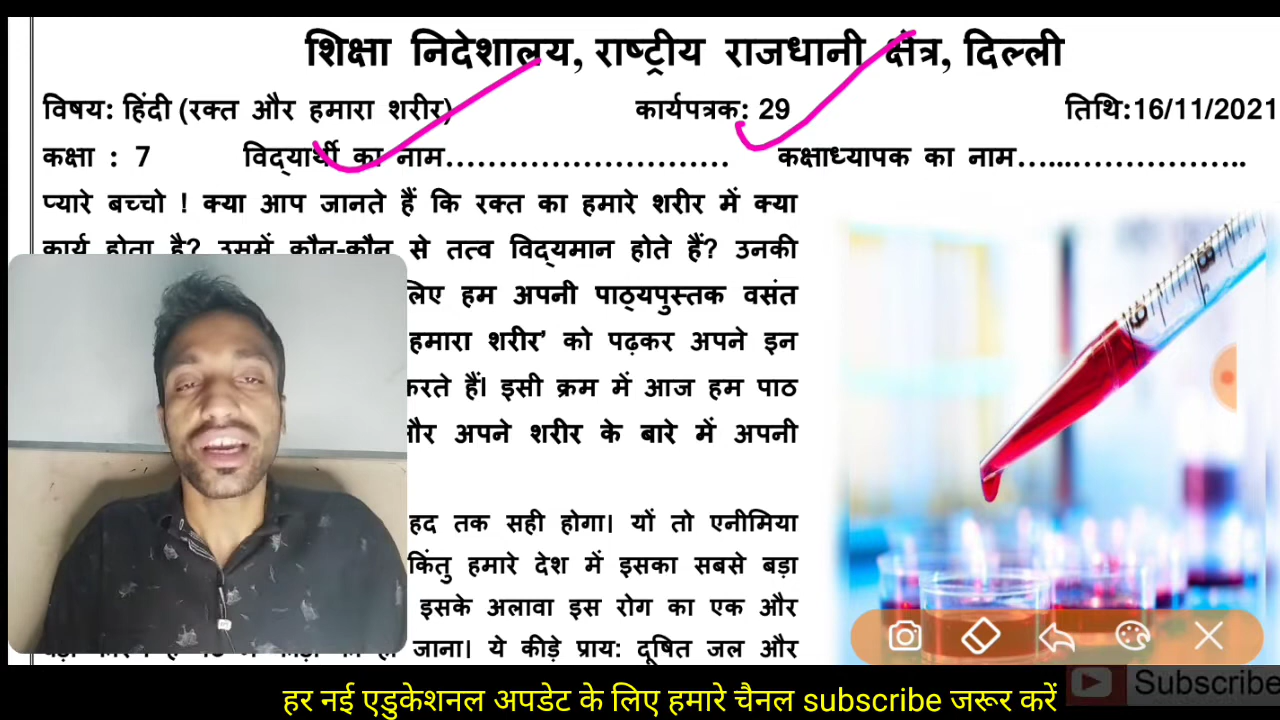 शिक्षा निदेशालय, राष्ट्रीय राजधानी क्षेत्र, दिल्ली
विषय: हिंदी (रक्त और हमारा शरीर) कार्यपत्रक: 29 तिथि:16/11/2021
कक्षा : 7 विद्यार्थी का नाम.............................. कक्षाध्यापक का नाम........................
प्यारे बच्चो ! क्या आप जानते हैं कि रक्त का हमारे शरीर में क्या
कार्य होता है? उसमें कौन-कौन से तत्व विद्यमान होते हैं? उनकी
लिए हम अपनी पाठ्यपुस्तक वसंत
हमारा शरीर’ को पढ़कर अपने इन
करते हैं। इसी क्रम में आज हम पाठ
और अपने शरीर के बारे में अपनी
हद तक सही होगा। यों तो एनीमिया
किंतु हमारे देश में इसका सबसे बड़ा
इसके अलावा इस रोग का एक और
जाना। ये कीड़े प्राय: दूषित जल और
Subscribe
हर नई एडुकेशनल अपडेट के लिए हमारे चैनल subscribe जरूर करें